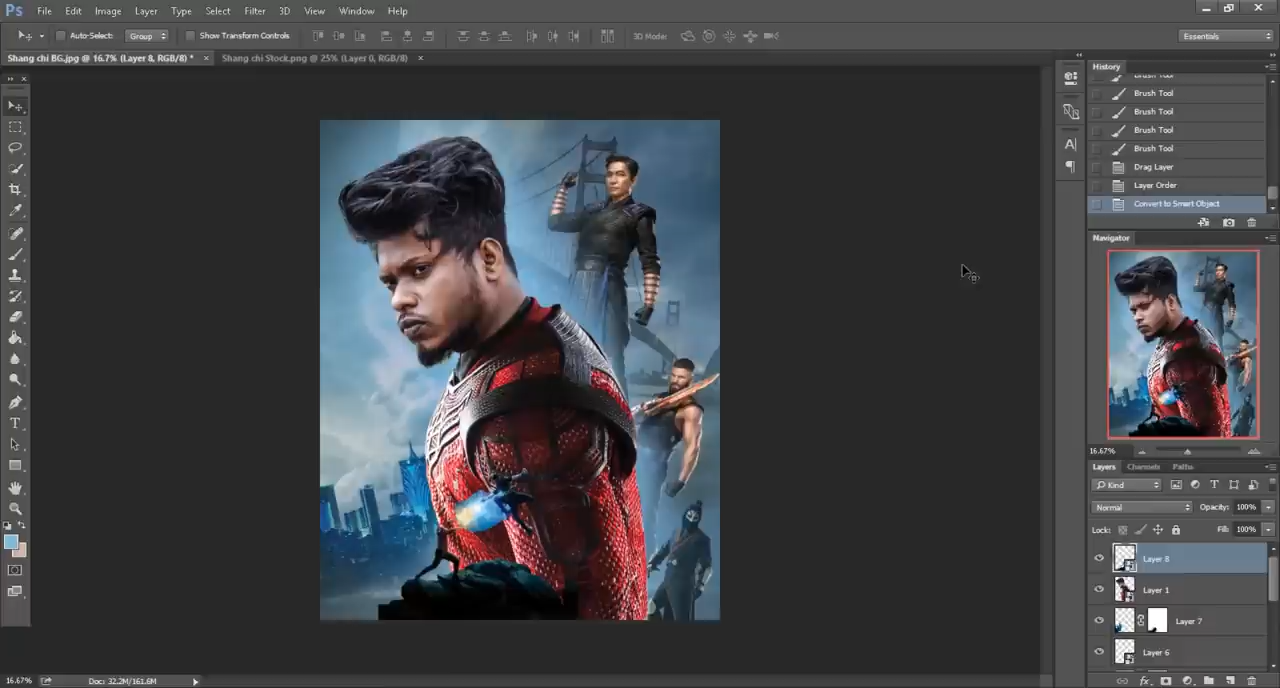 Ps File Edit Image Layer Type Select Filter 3D View Window Help
Auto-Select: Group Show Transform Controls 3D Mode: Essentials
Shang chi BG.jpg @ 16.7% (Layer 8, RGB/8) * × Shang chi Stock.png @ 25% (Layer 0, RGB/8) ×
History
Brush Tool
Brush Tool
Brush Tool
Brush Tool
Brush Tool
Drag Layer
Layer Order
Convert to Smart Object
Navigator
16.67%
Layers Channels Paths
Kind
Normal Opacity: 100%
Lock: Fill: 100%
Layer 8
Layer 1
Layer 7
Layer 6
16.67% Doc: 32.2M/161.6M